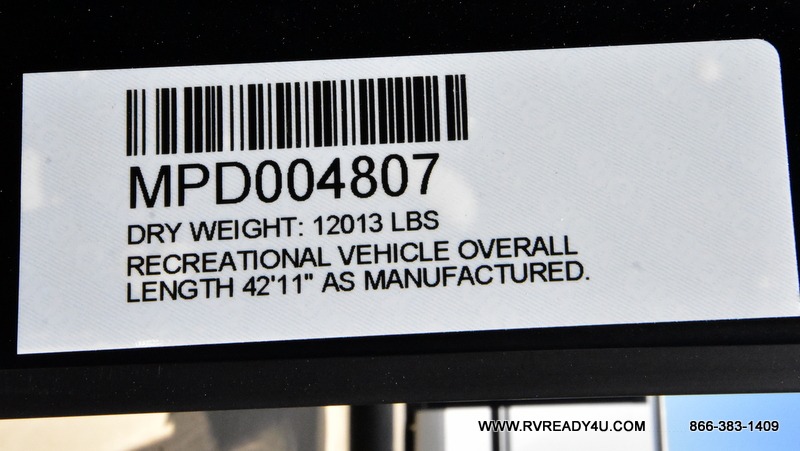 MPD004807
DRY WEIGHT: 12013 LBS
RECREATIONAL VEHICLE OVERALL
LENGTH 42'11" AS MANUFACTURED.
WWW.RVREADY4U.COM 866-383-1409